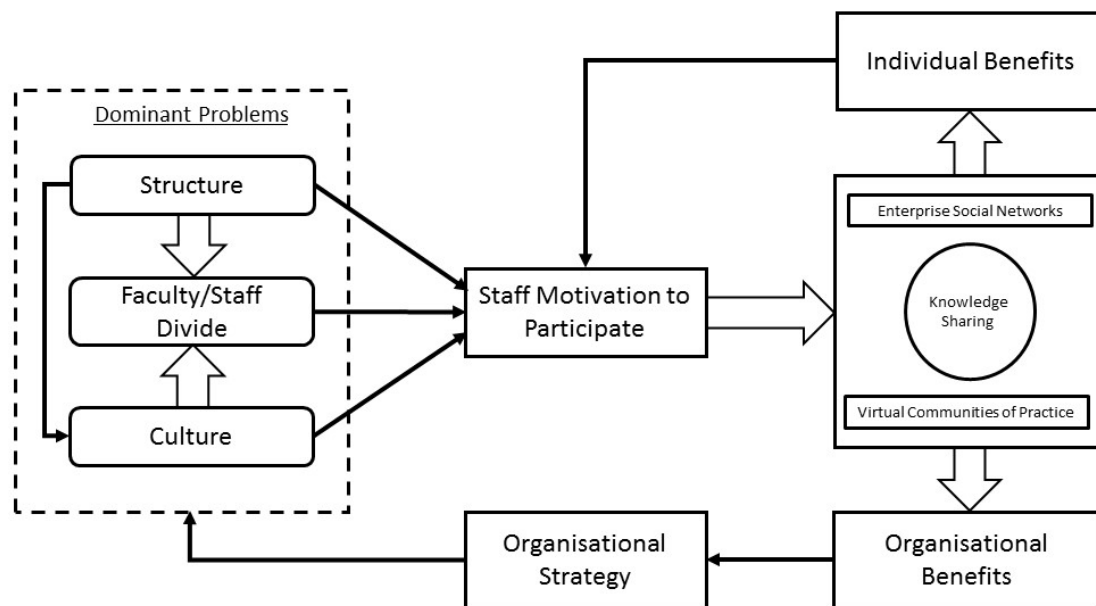 Dominant Problems
Structure
Faculty/Staff
Divide
Culture
Staff Motivation to
Participate
Individual Benefits
Enterprise Social Networks
Knowledge
Sharing
Virtual Communities of Practice
Organisational
Benefits
Organisational
Strategy